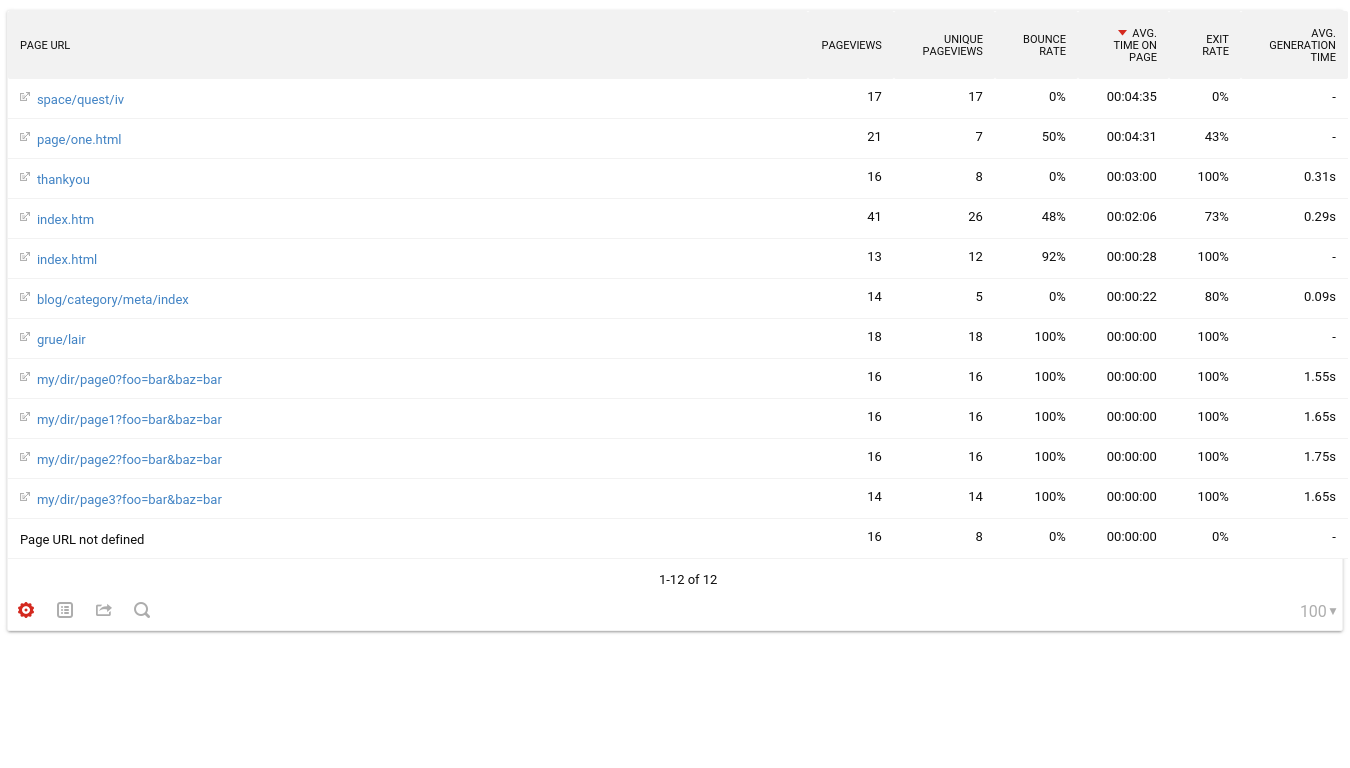 PAGE URL PAGEVIEWS UNIQUE PAGEVIEWS BOUNCE RATE AVG. TIME ON PAGE EXIT RATE AVG. GENERATION TIME
space/quest/iv 17 17 0% 00:04:35 0% -
page/one.html 21 7 50% 00:04:31 43% -
thankyou 16 8 0% 00:03:00 100% 0.31s
index.htm 41 26 48% 00:02:06 73% 0.29s
index.html 13 12 92% 00:00:28 100% -
blog/category/meta/index 14 5 0% 00:00:22 80% 0.09s
grue/lair 18 18 100% 00:00:00 100% -
my/dir/page0?foo=bar&baz=bar 16 16 100% 00:00:00 100% 1.55s
my/dir/page1?foo=bar&baz=bar 16 16 100% 00:00:00 100% 1.65s
my/dir/page2?foo=bar&baz=bar 16 16 100% 00:00:00 100% 1.75s
my/dir/page3?foo=bar&baz=bar 14 14 100% 00:00:00 100% 1.65s
Page URL not defined 16 8 0% 00:00:00 0% -
1-12 of 12
100